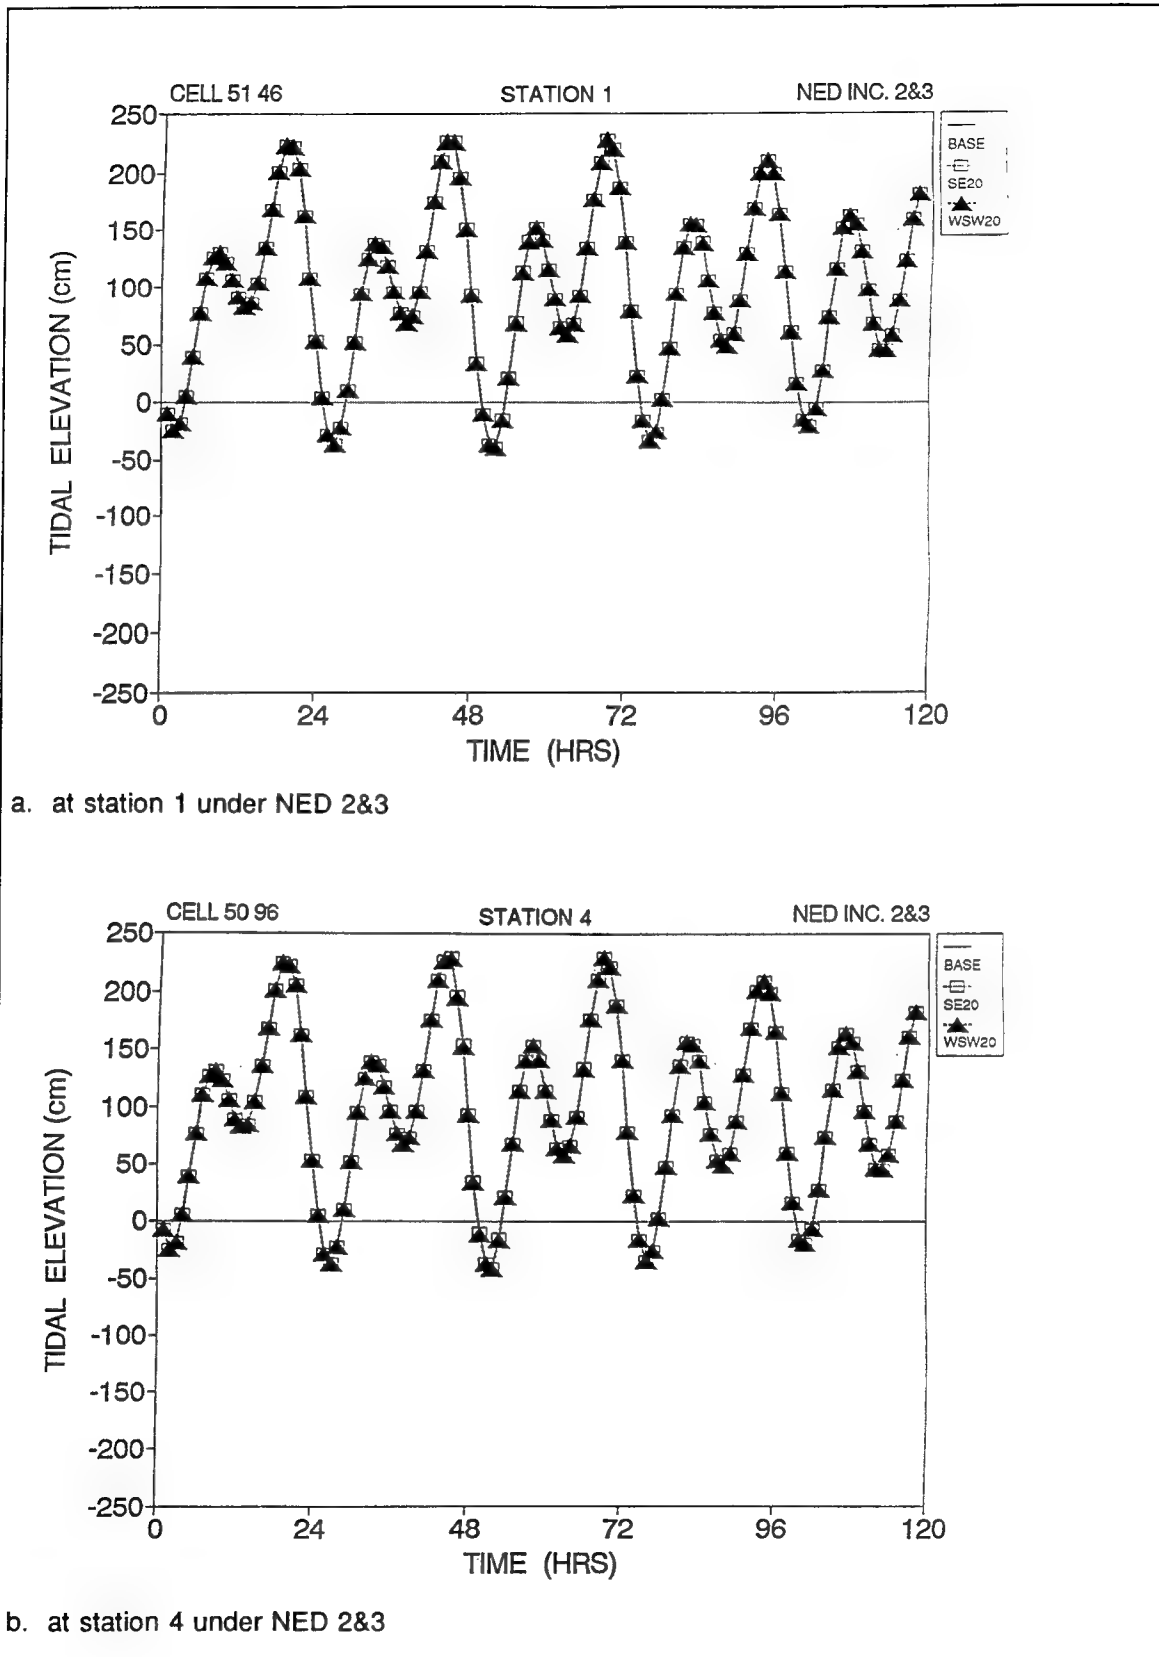 CELL 51 46 STATION 1 NED INC. 2&3
250
200
150
100
50
0
-50
-100
-150
-200
-250
TIDAL ELEVATION (cm)
BASE
SE20
WSW20
0 24 48 72 96 120
TIME (HRS)
a. at station 1 under NED 2&3
CELL 50 96 STATION 4 NED INC. 2&3
250
200
150
100
50
0
-50
-100
-150
-200
-250
TIDAL ELEVATION (cm)
BASE
SE20
WSW20
0 24 48 72 96 120
TIME (HRS)
b. at station 4 under NED 2&3